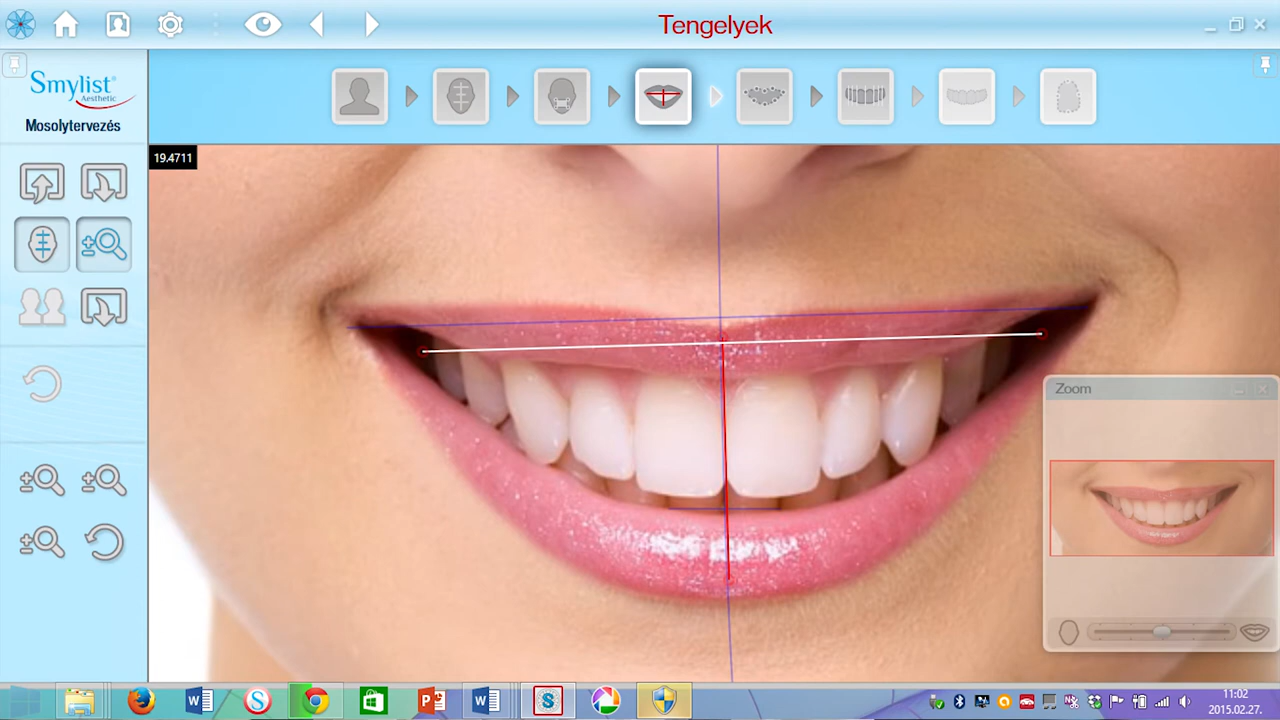 Tengelyek
Smylist®
Aesthetic
Mosolytervezés
19.4711
Zoom
11:02
2015.02.27.